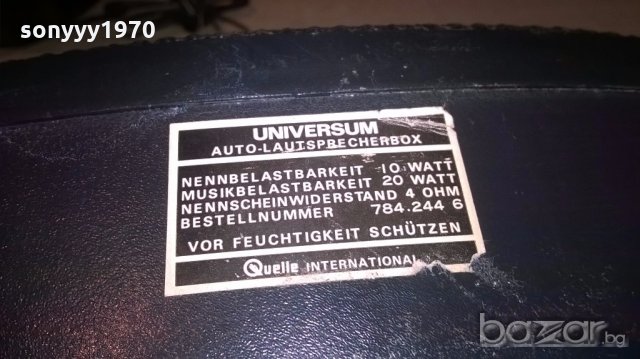 sonyyy1970
UNIVERSUM
AUTO-LAUTSPRECHERBOX
NENNBELASTBARKEIT 10 WATT
MUSIKBELASTBARKEIT 20 WATT
NENNSCHEINWIDERSTAND 4 OHM
BESTELLNUMMER 784.244 6
VOR FEUCHTIGKEIT SCHÜTZEN
Quelle INTERNATIONAL
bazar.bg